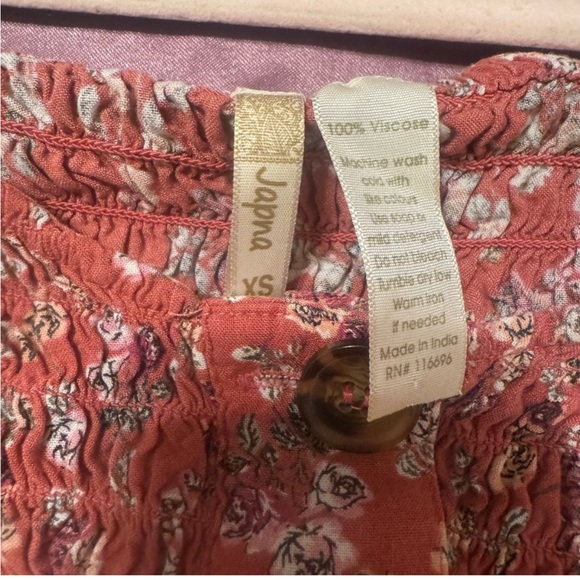 Japna
XS
100% Viscose
Machine wash
cold with
like colours
Use 1000 or
mild detergent
Do not bleach
Tumble dry low
Warm iron
if needed
Made in India
RN# 116696